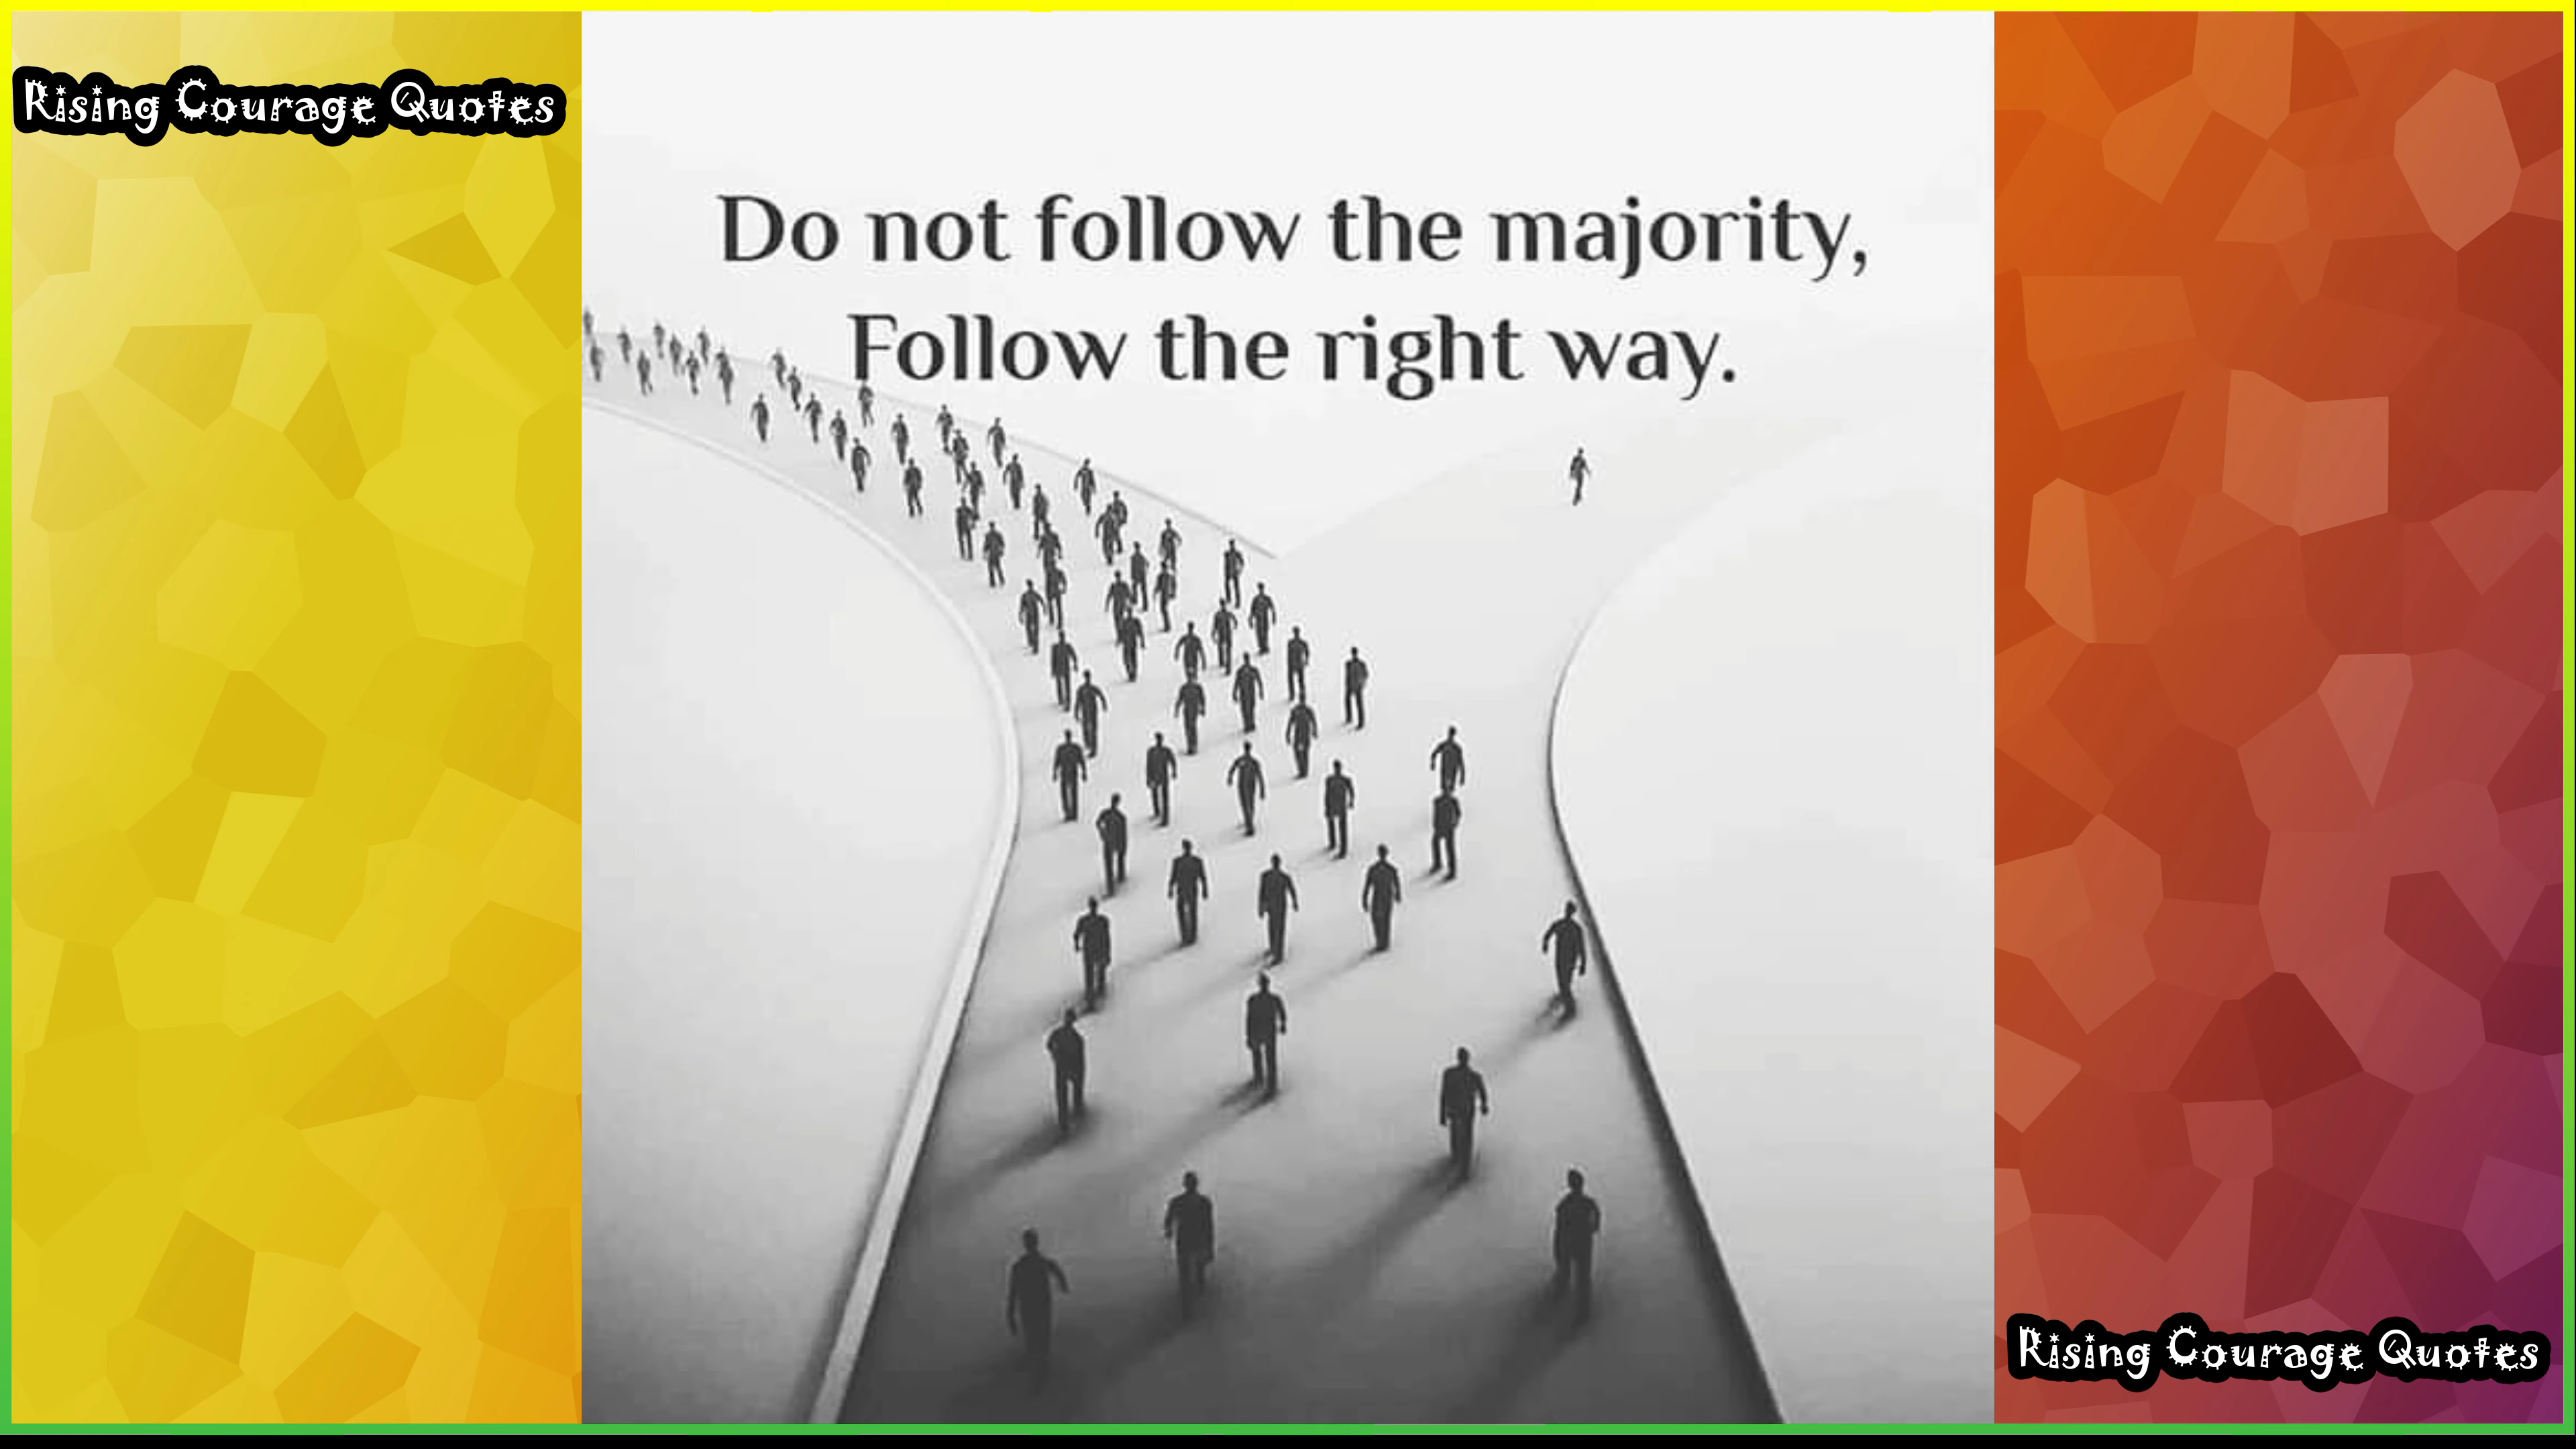 Rising Courage Quotes
Do not follow the majority,
Follow the right way.
Rising Courage Quotes